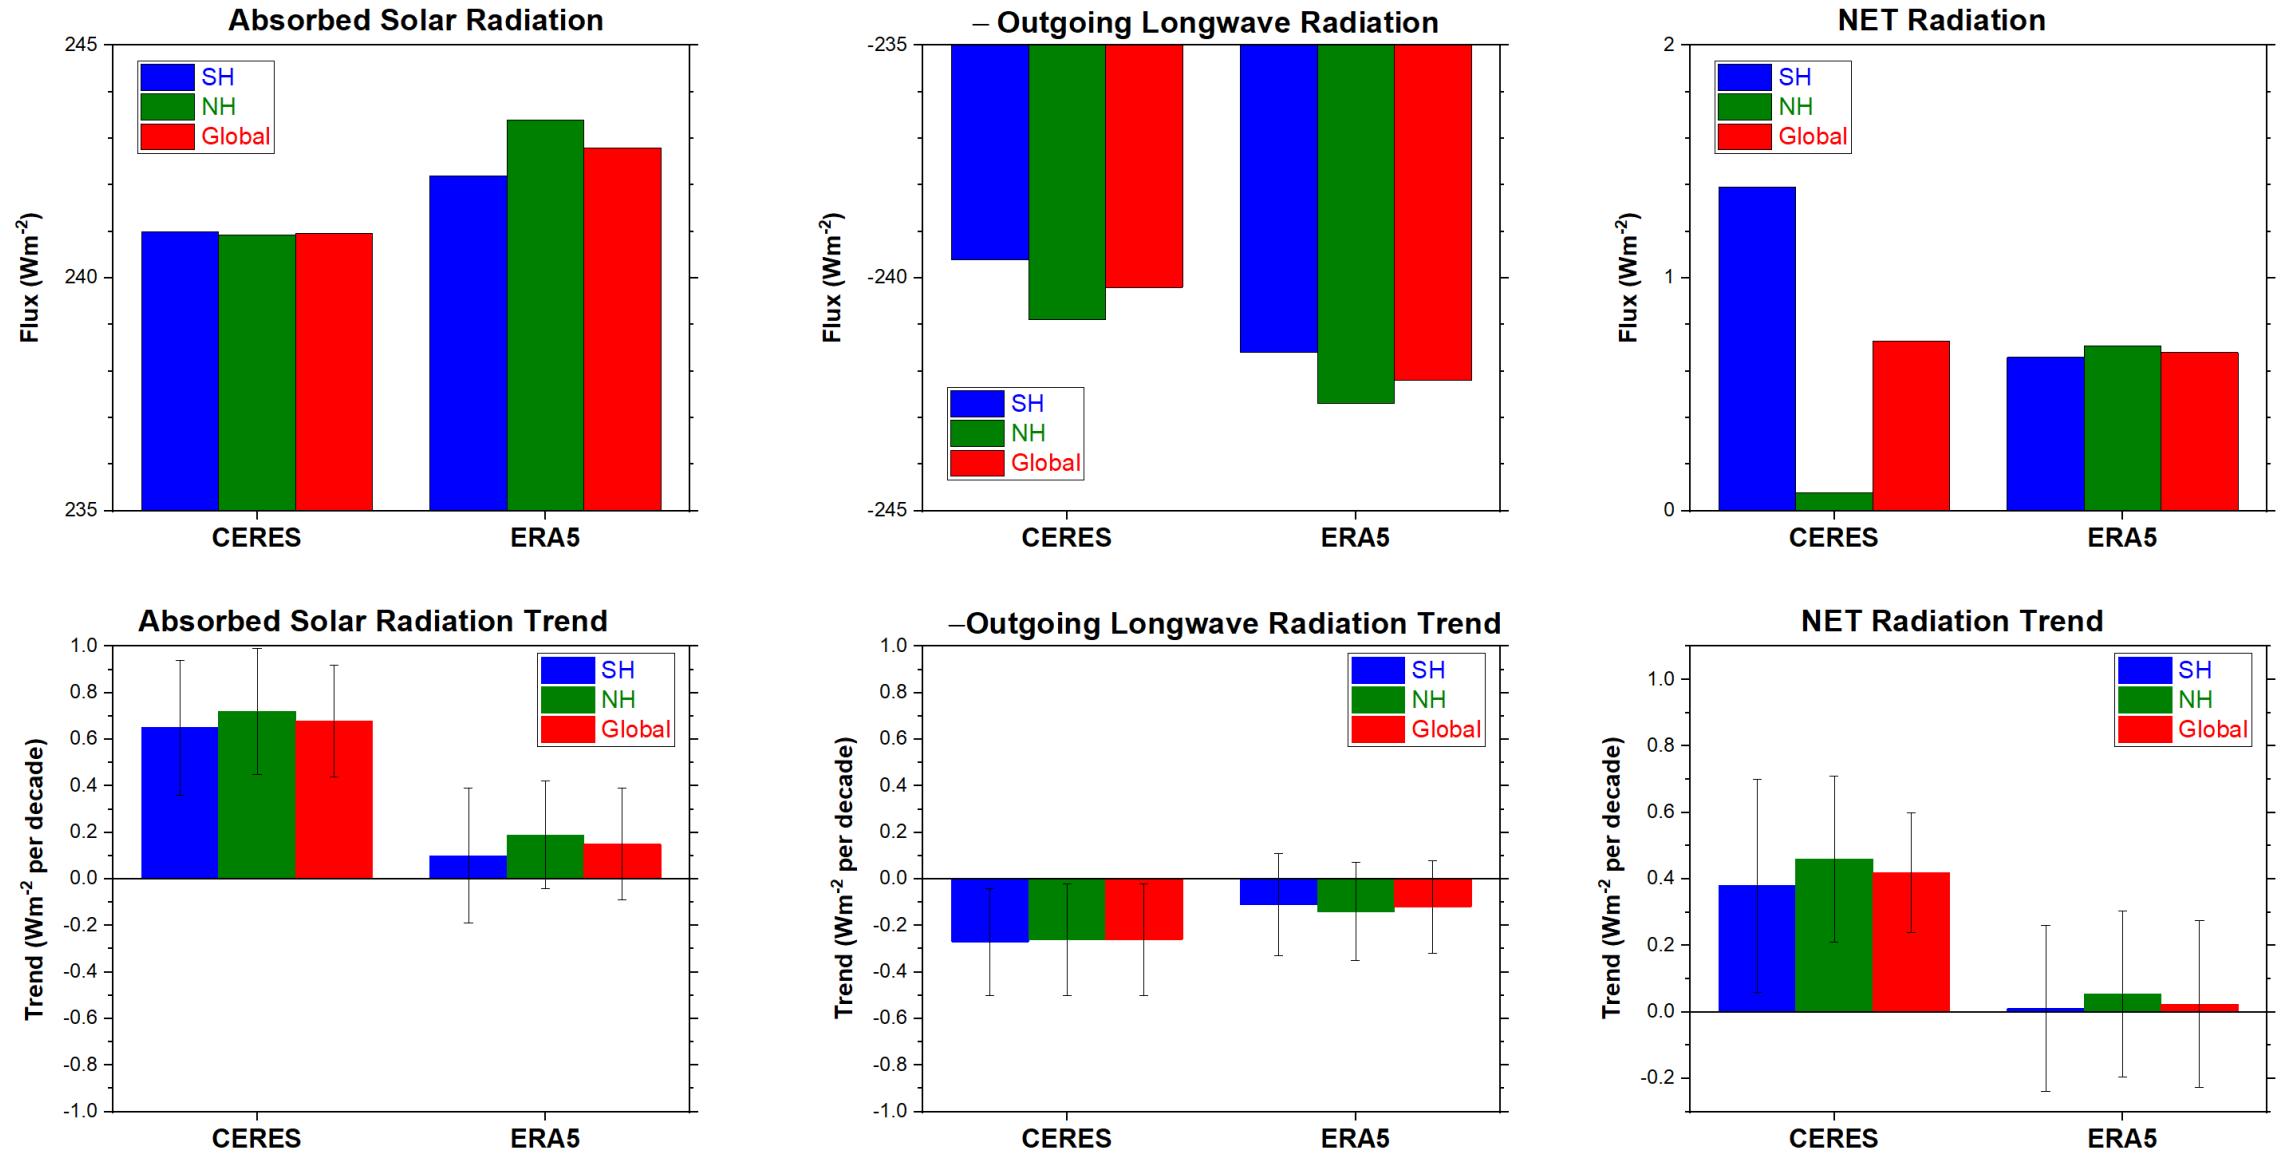 Absorbed Solar Radiation
245
240
235
Flux (Wm⁻²)
SH
NH
Global
CERES
ERA5
– Outgoing Longwave Radiation
-235
-240
-245
Flux (Wm⁻²)
SH
NH
Global
CERES
ERA5
NET Radiation
2
1
0
Flux (Wm⁻²)
SH
NH
Global
CERES
ERA5
Absorbed Solar Radiation Trend
1.0
0.8
0.6
0.4
0.2
0.0
-0.2
-0.4
-0.6
-0.8
-1.0
Trend (Wm⁻² per decade)
SH
NH
Global
CERES
ERA5
–Outgoing Longwave Radiation Trend
1.0
0.8
0.6
0.4
0.2
0.0
-0.2
-0.4
-0.6
-0.8
-1.0
Trend (Wm⁻² per decade)
SH
NH
Global
CERES
ERA5
NET Radiation Trend
1.0
0.8
0.6
0.4
0.2
0.0
-0.2
Trend (Wm⁻² per decade)
SH
NH
Global
CERES
ERA5